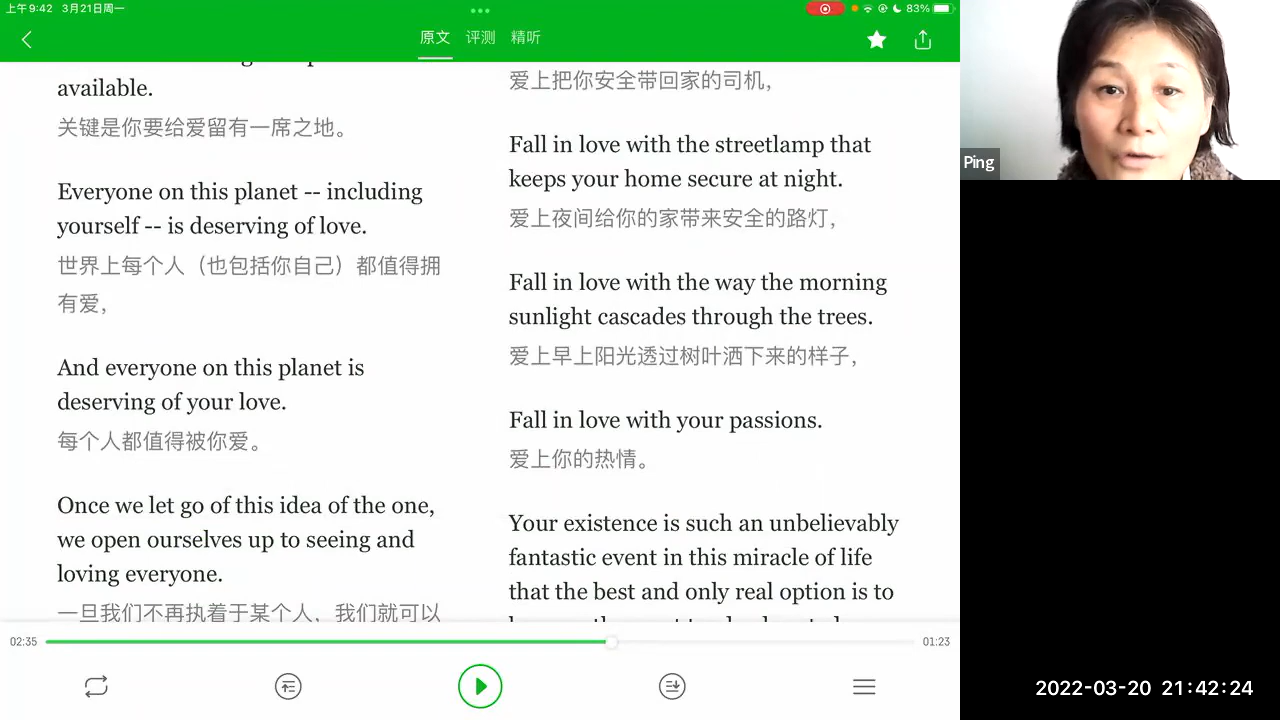 上午9:42 3月21日周一
83%
原文 评测 精听
available.
关键是你要给爱留有一席之地。
Everyone on this planet -- including
yourself -- is deserving of love.
世界上每个人（也包括你自己）都值得拥
有爱，
And everyone on this planet is
deserving of your love.
每个人都值得被你爱。
Once we let go of this idea of the one,
we open ourselves up to seeing and
loving everyone.
一旦我们不再执着于某个人，我们就可以
爱上把你安全带回家的司机，
Fall in love with the streetlamp that
keeps your home secure at night.
爱上夜间给你的家带来安全的路灯，
Fall in love with the way the morning
sunlight cascades through the trees.
爱上早上阳光透过树叶洒下来的样子，
Fall in love with your passions.
爱上你的热情。
Your existence is such an unbelievably
fantastic event in this miracle of life
that the best and only real option is to
02:35
01:23
Ping
2022-03-20 21:42:24